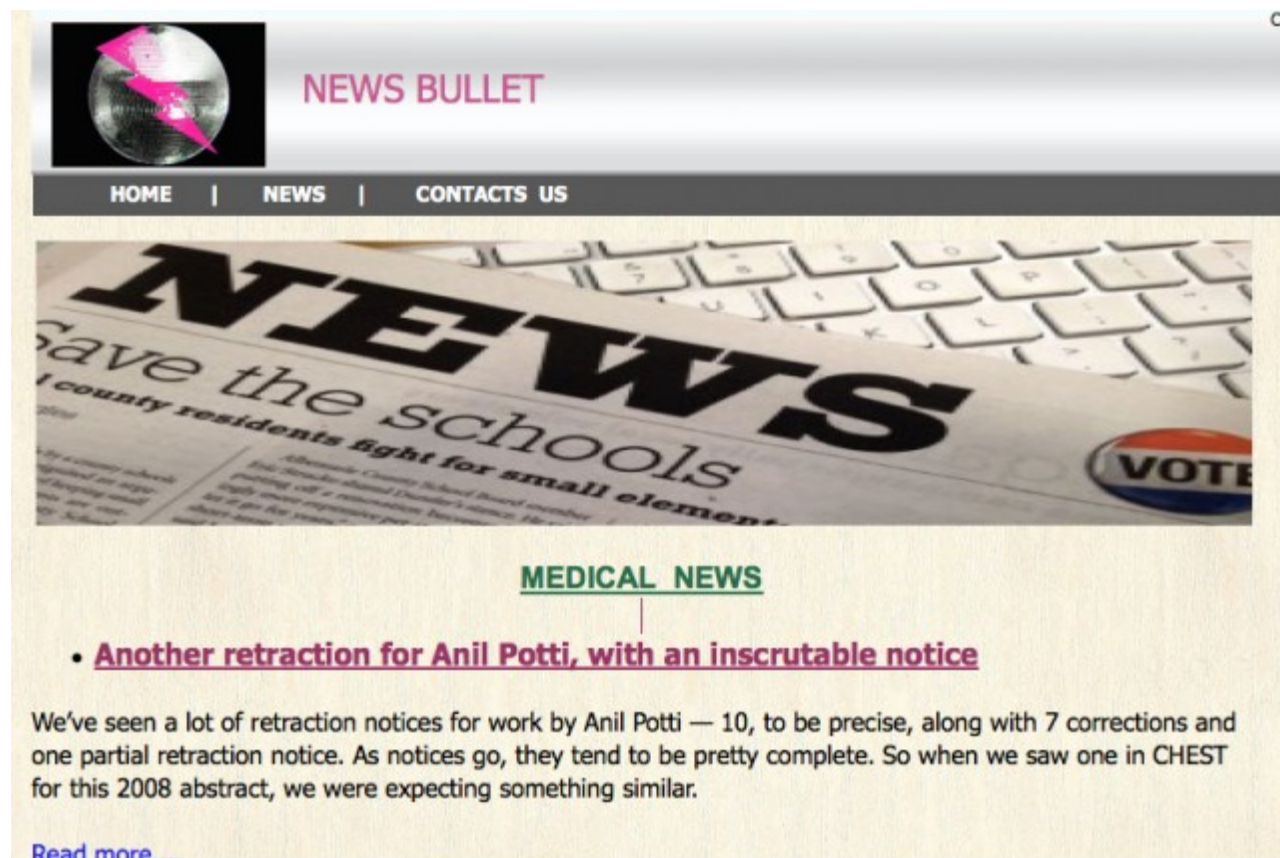 NEWS BULLET
HOME | NEWS | CONTACTS US
NEWS
Save the schools
county residents fight for small element
VOTE
MEDICAL NEWS
• Another retraction for Anil Potti, with an inscrutable notice
We've seen a lot of retraction notices for work by Anil Potti — 10, to be precise, along with 7 corrections and
one partial retraction notice. As notices go, they tend to be pretty complete. So when we saw one in CHEST
for this 2008 abstract, we were expecting something similar.
Read more....